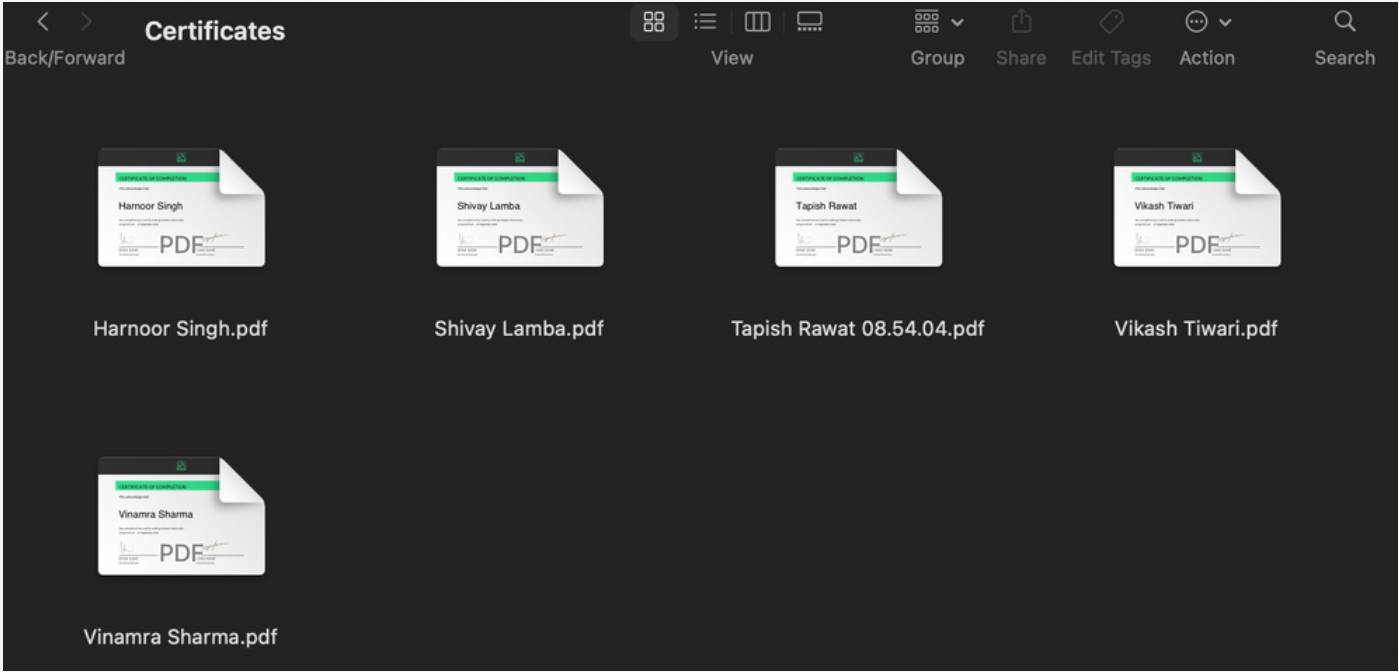 Certificates
Back/Forward
View
Group
Share
Edit Tags
Action
Search
CERTIFICATE OF COMPLETION
Harnoor Singh
PDF
CERTIFICATE OF COMPLETION
Shivay Lamba
PDF
CERTIFICATE OF COMPLETION
Tapish Rawat
PDF
CERTIFICATE OF COMPLETION
Vikash Tiwari
PDF
Harnoor Singh.pdf
Shivay Lamba.pdf
Tapish Rawat 08.54.04.pdf
Vikash Tiwari.pdf
CERTIFICATE OF COMPLETION
Vinamra Sharma
PDF
Vinamra Sharma.pdf